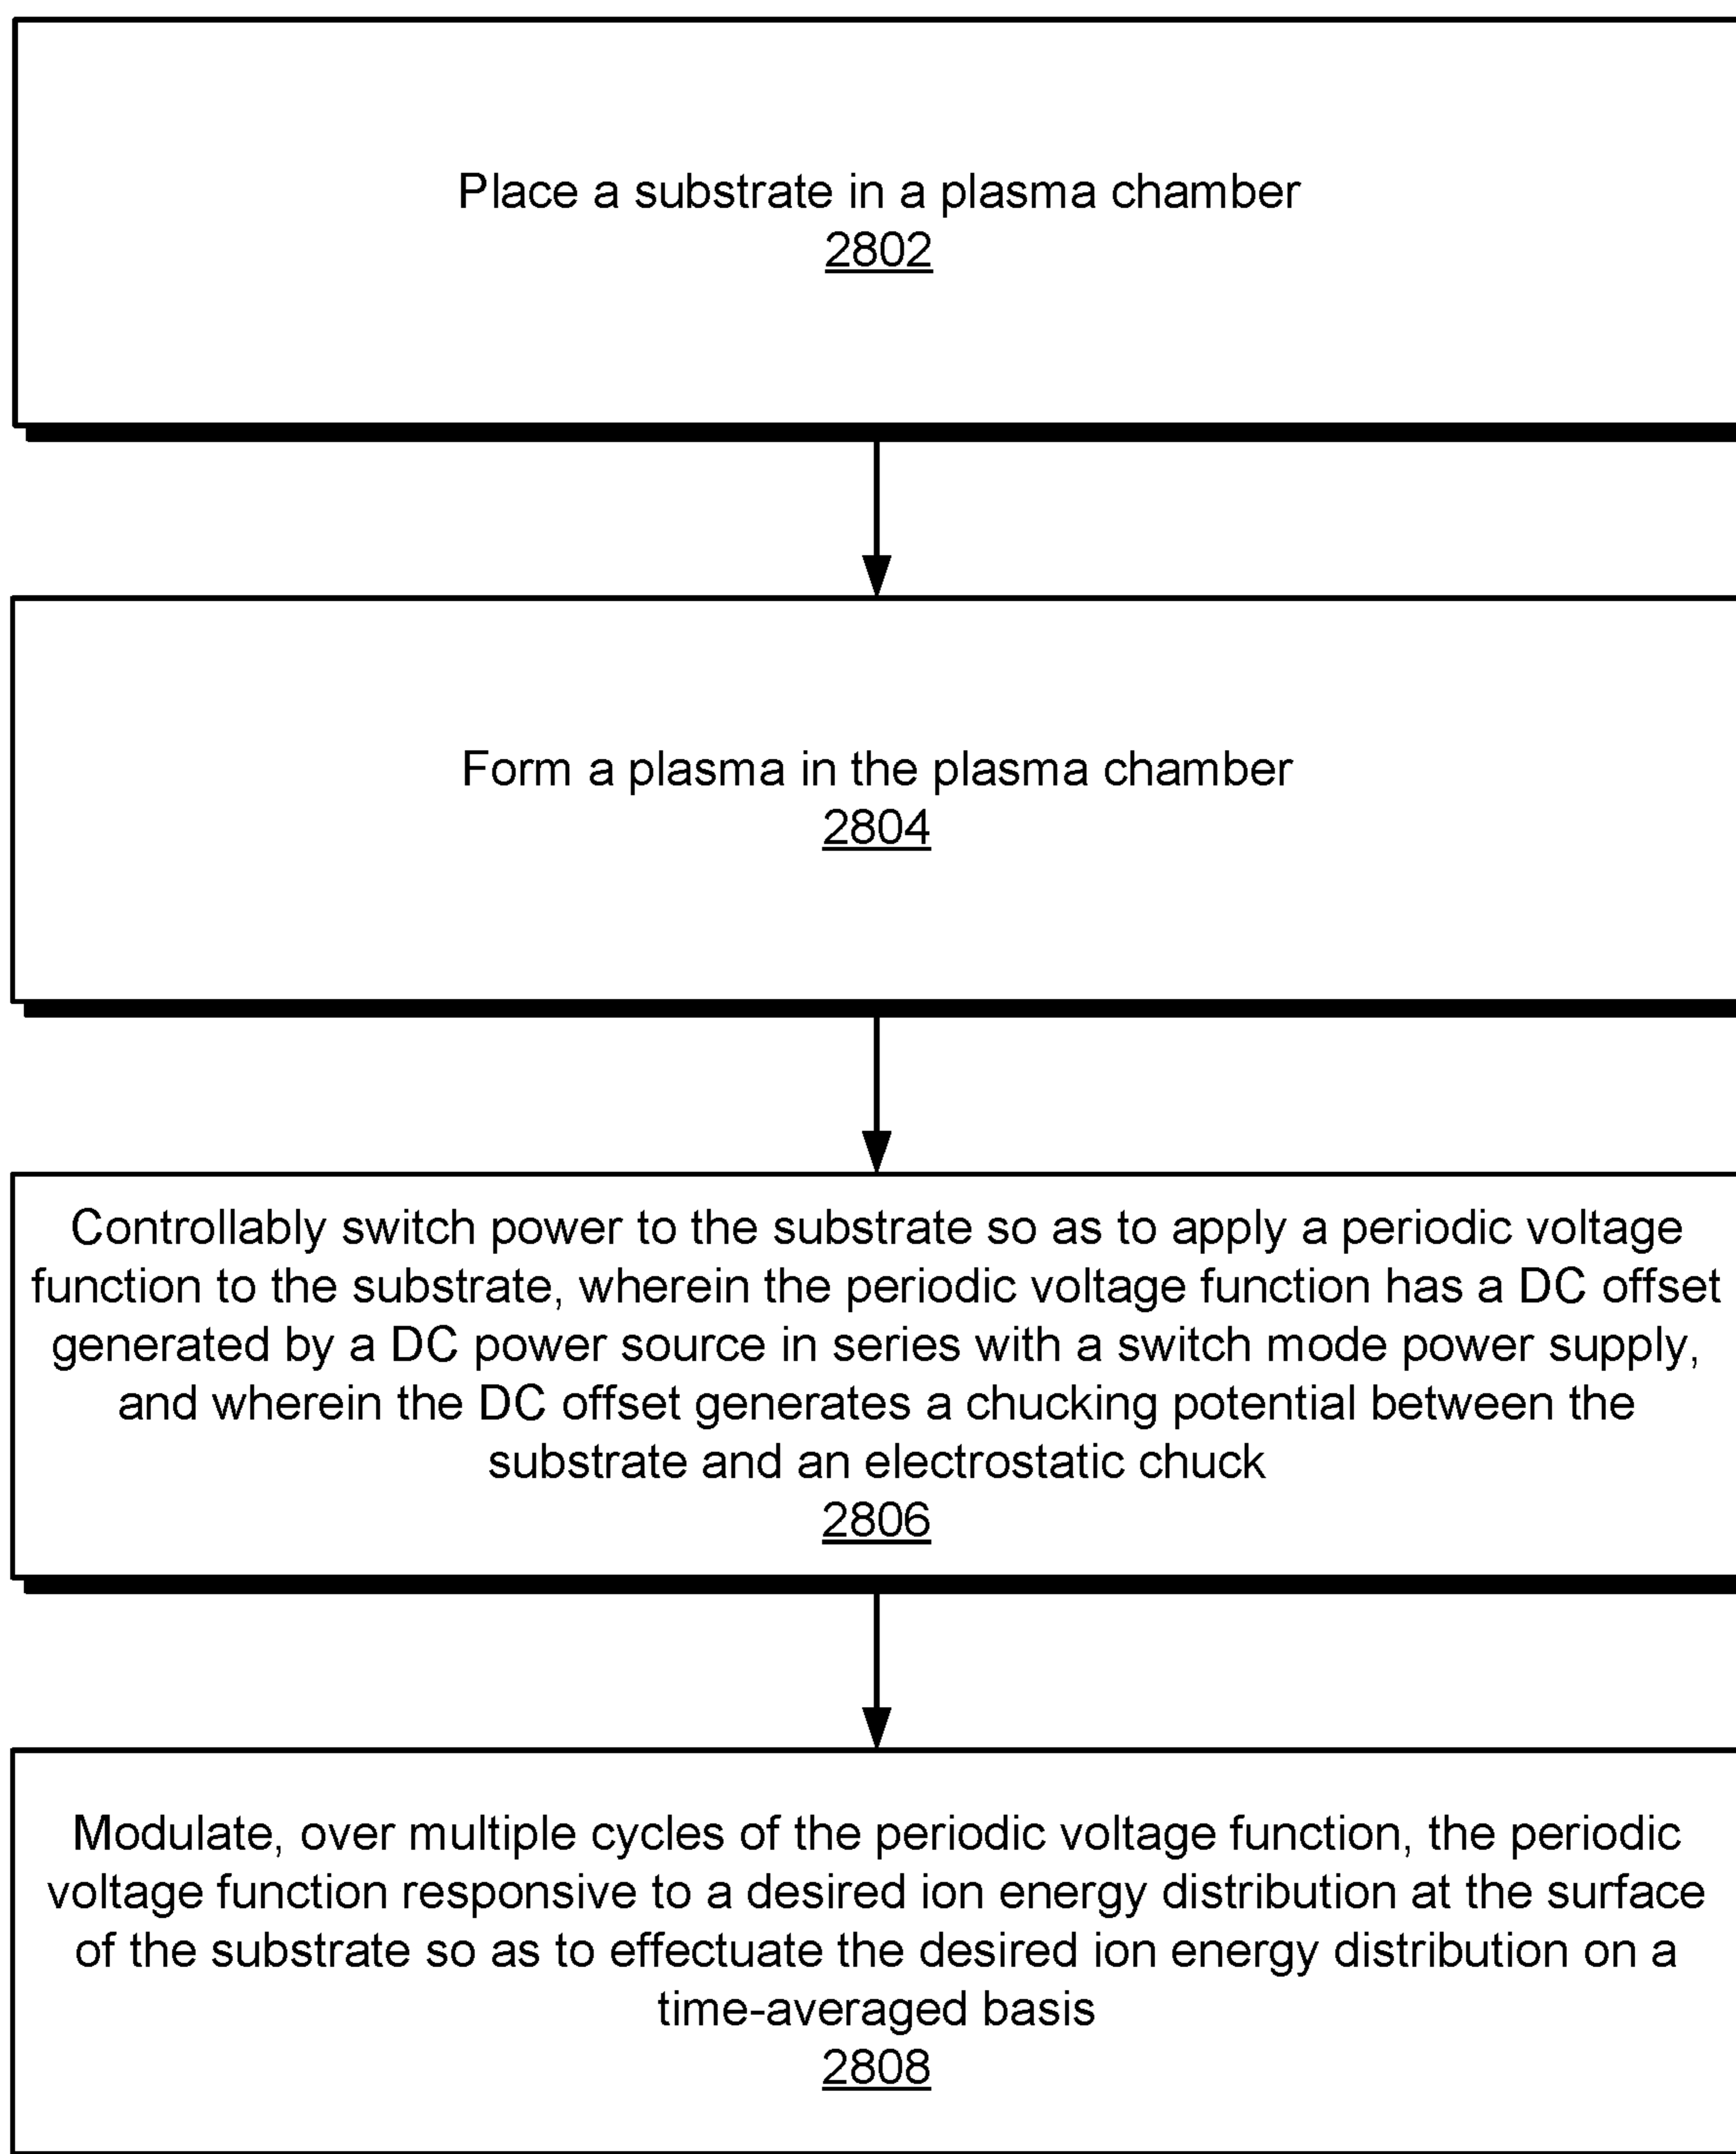 Place a substrate in a plasma chamber
2802
Form a plasma in the plasma chamber
2804
Controllably switch power to the substrate so as to apply a periodic voltage
function to the substrate, wherein the periodic voltage function has a DC offset
generated by a DC power source in series with a switch mode power supply,
and wherein the DC offset generates a chucking potential between the
substrate and an electrostatic chuck
2806
Modulate, over multiple cycles of the periodic voltage function, the periodic
voltage function responsive to a desired ion energy distribution at the surface
of the substrate so as to effectuate the desired ion energy distribution on a
time-averaged basis
2808